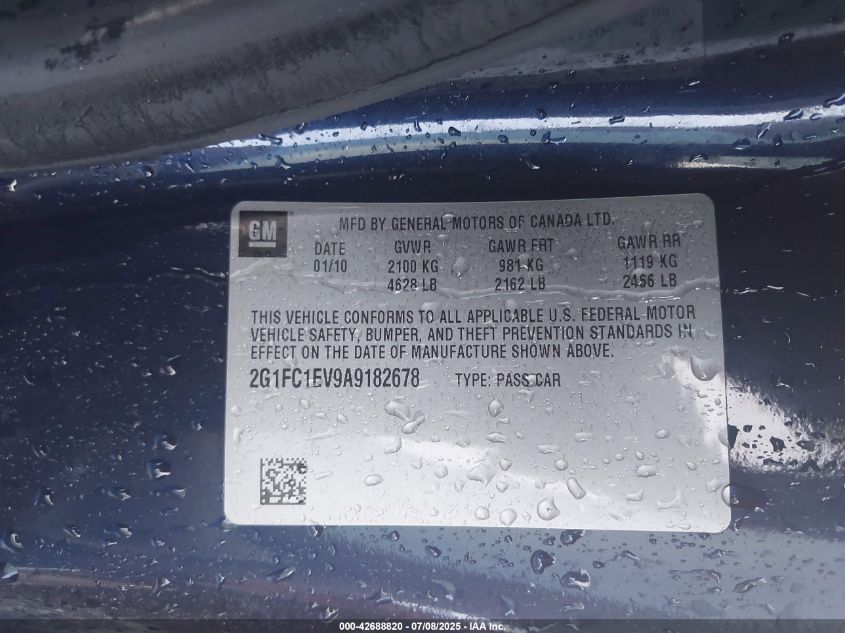 GM
MFD BY GENERAL MOTORS OF CANADA LTD
DATE GVWR GAWR FRT GAWR RR
01/10 2100 KG 981 KG 1119 KG
4628 LB 2162 LB 2456 LB
THIS VEHICLE CONFORMS TO ALL APPLICABLE U.S. FEDERAL MOTOR
VEHICLE SAFETY, BUMPER, AND THEFT PREVENTION STANDARDS IN
EFFECT ON THE DATE OF MANUFACTURE SHOWN ABOVE.
2G1FC1EV9A9182678 TYPE: PASS CAR
000-42688820 - 07/08/2025 - IAA Inc.